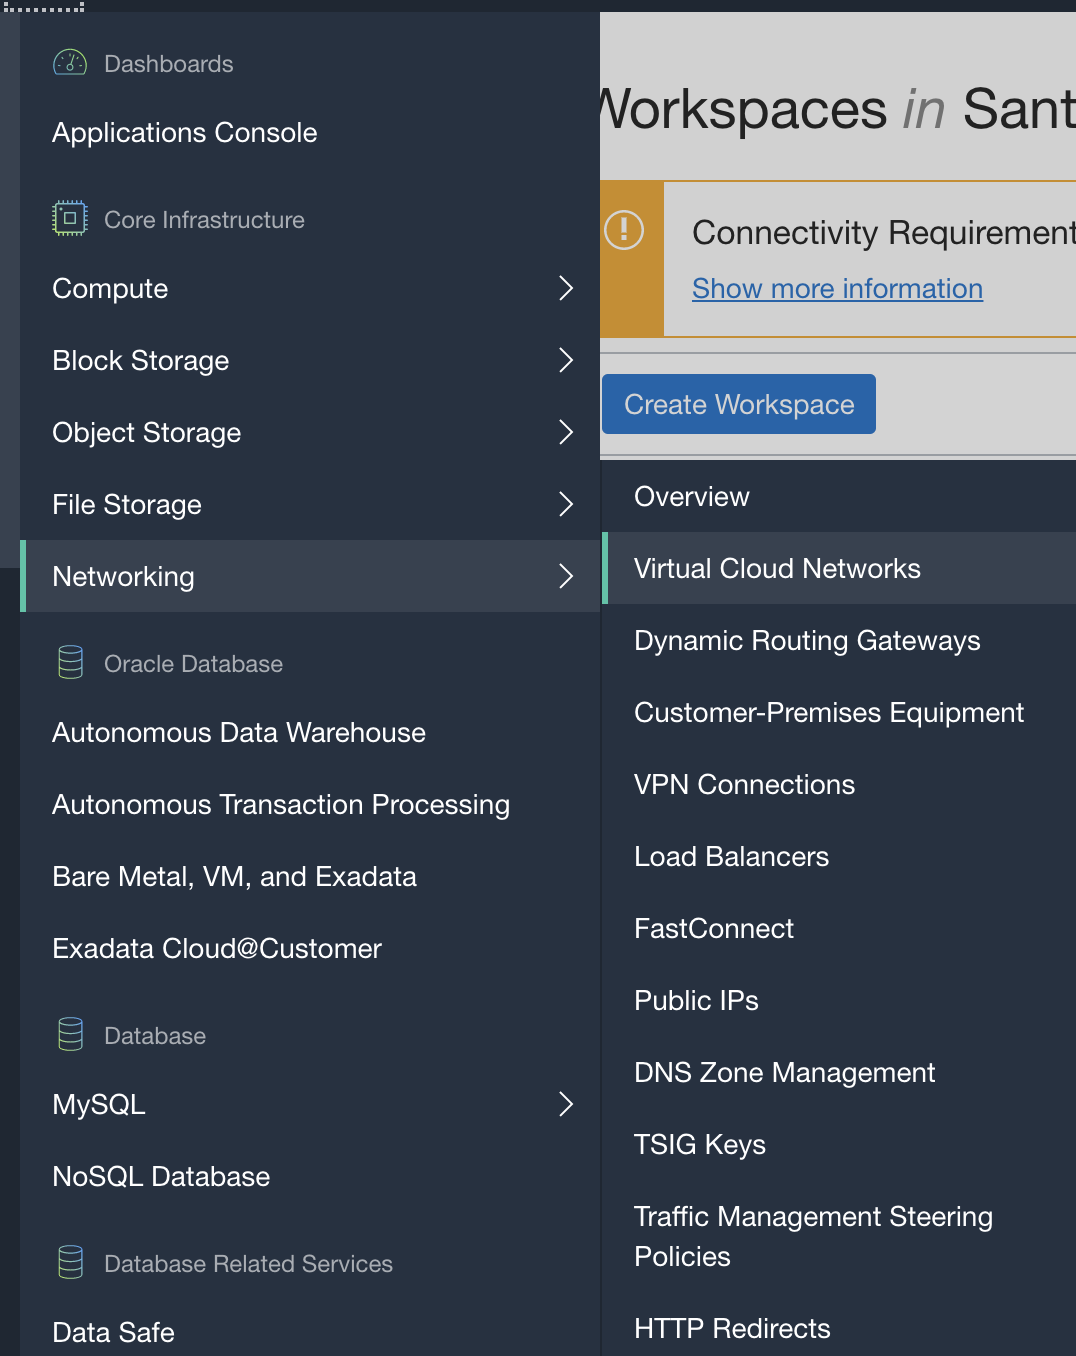 Dashboards
Applications Console
Core Infrastructure
Compute
Block Storage
Object Storage
File Storage
Networking
Oracle Database
Autonomous Data Warehouse
Autonomous Transaction Processing
Bare Metal, VM, and Exadata
Exadata Cloud@Customer
Database
MySQL
NoSQL Database
Database Related Services
Data Safe
Workspaces in Sant
Connectivity Requirement
Show more information
Create Workspace
Overview
Virtual Cloud Networks
Dynamic Routing Gateways
Customer-Premises Equipment
VPN Connections
Load Balancers
FastConnect
Public IPs
DNS Zone Management
TSIG Keys
Traffic Management Steering
Policies
HTTP Redirects